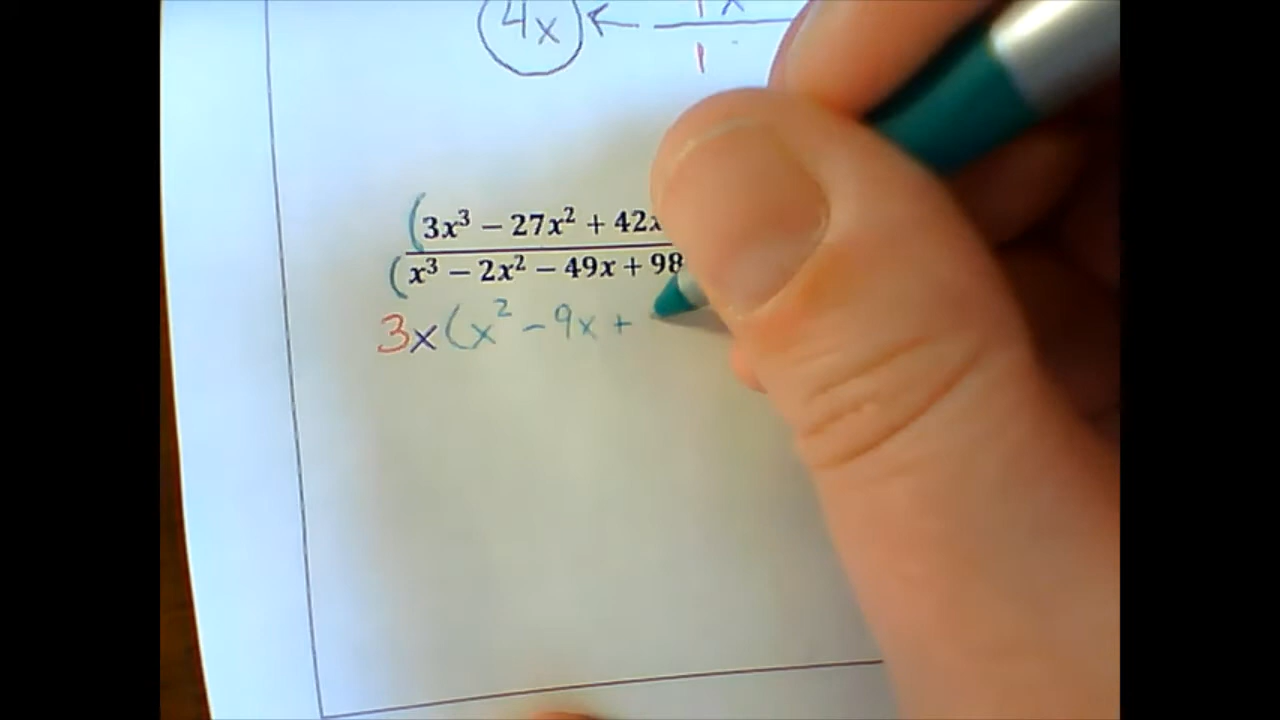 4x ←
1
(3x³ − 27x² + 42x
(x³ − 2x² − 49x + 98
3x(x² − 9x +